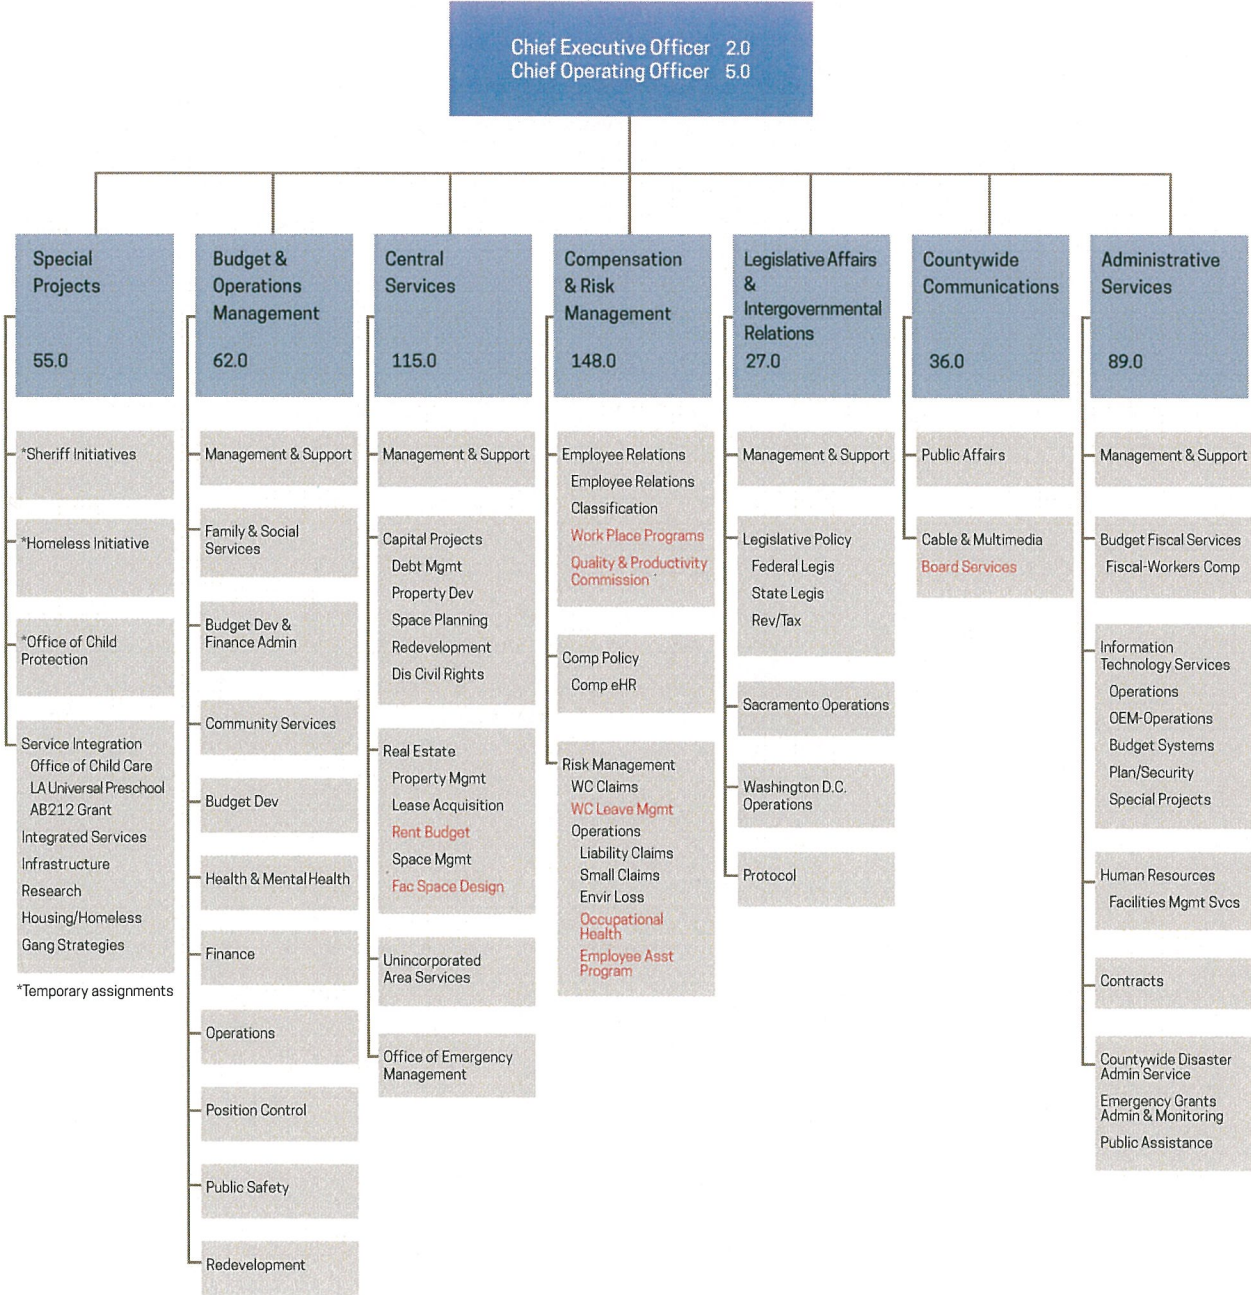 Chief Executive Officer 2.0
Chief Operating Officer 5.0
Special
Projects
55.0
*Sheriff Initiatives
*Homeless Initiative
*Office of Child
Protection
Service Integration
Office of Child Care
LA Universal Preschool
AB212 Grant
Integrated Services
Infrastructure
Research
Housing/Homeless
Gang Strategies
*Temporary assignments
Budget &
Operations
Management
62.0
Management & Support
Family & Social
Services
Budget Dev &
Finance Admin
Community Services
Budget Dev
Health & Mental Health
Finance
Operations
Position Control
Public Safety
Redevelopment
Central
Services
115.0
Management & Support
Capital Projects
Debt Mgmt
Property Dev
Space Planning
Redevelopment
Dis Civil Rights
Real Estate
Property Mgmt
Lease Acquisition
Rent Budget
Space Mgmt
Fac Space Design
Unincorporated
Area Services
Office of Emergency
Management
Compensation
& Risk
Management
148.0
Employee Relations
Employee Relations
Classification
Work Place Programs
Quality & Productivity
Commission
Comp Policy
Comp eHR
Risk Management
WC Claims
WC Leave Mgmt
Operations
Liability Claims
Small Claims
Envir Loss
Occupational
Health
Employee Asst
Program
Legislative Affairs
&
Intergovernmental
Relations
27.0
Management & Support
Legislative Policy
Federal Legis
State Legis
Rev/Tax
Sacramento Operations
Washington D.C.
Operations
Protocol
Countywide
Communications
36.0
Public Affairs
Cable & Multimedia
Board Services
Administrative
Services
89.0
Management & Support
Budget Fiscal Services
Fiscal-Workers Comp
Information
Technology Services
Operations
OEM-Operations
Budget Systems
Plan/Security
Special Projects
Human Resources
Facilities Mgmt Svcs
Contracts
Countywide Disaster
Admin Service
Emergency Grants
Admin & Monitoring
Public Assistance